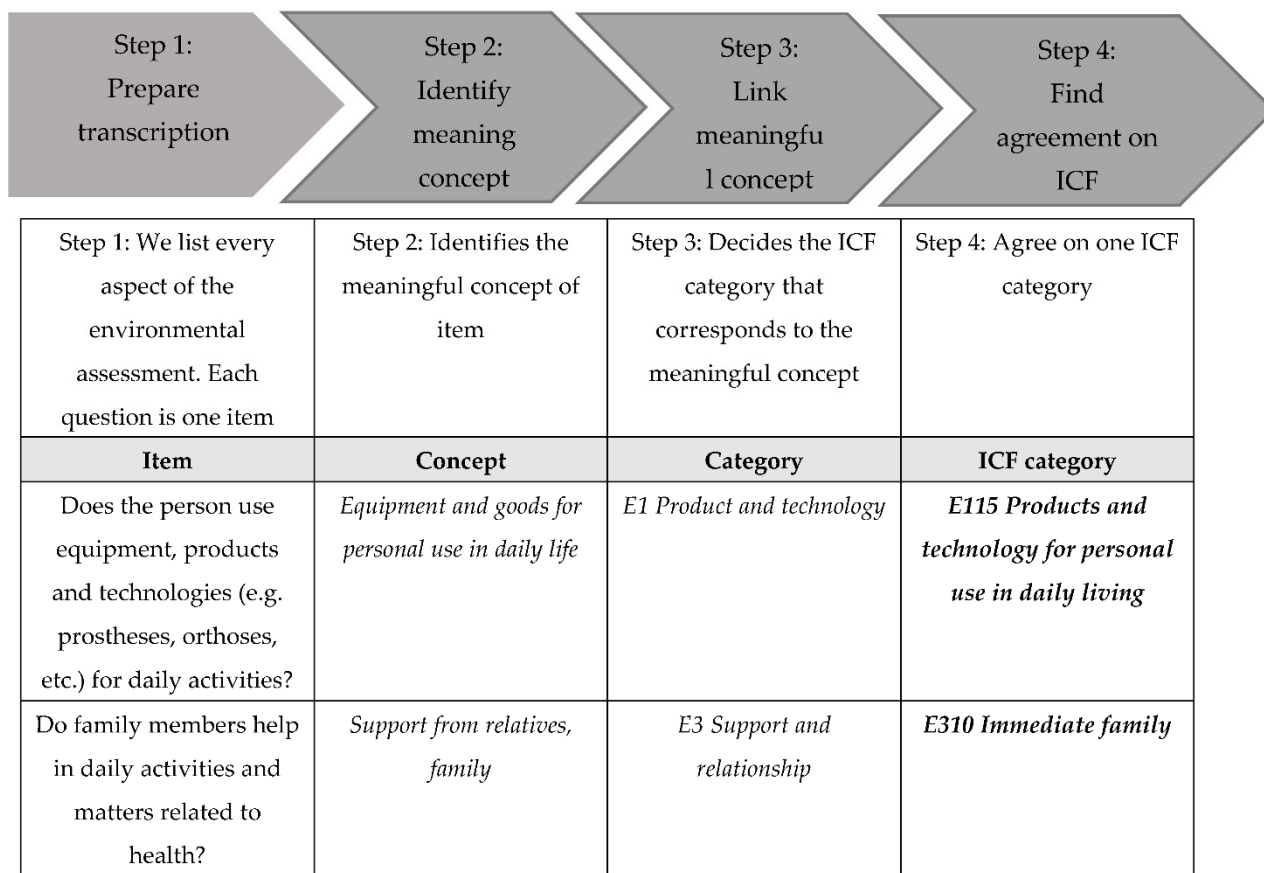 Step 1:
Prepare
transcription
Step 2:
Identify
meaning
concept
Step 3:
Link
meaningfu
l concept
Step 4:
Find
agreement on
ICF
Step 1: We list every
aspect of the
environmental
assessment. Each
question is one item
Step 2: Identifies the
meaningful concept of
item
Step 3: Decides the ICF
category that
corresponds to the
meaningful concept
Step 4: Agree on one ICF
category
Item
Concept
Category
ICF category
Does the person use
equipment, products
and technologies (e.g.
prostheses, orthoses,
etc.) for daily activities?
Equipment and goods for
personal use in daily life
E1 Product and technology
E115 Products and
technology for personal
use in daily living
Do family members help
in daily activities and
matters related to
health?
Support from relatives,
family
E3 Support and
relationship
E310 Immediate family